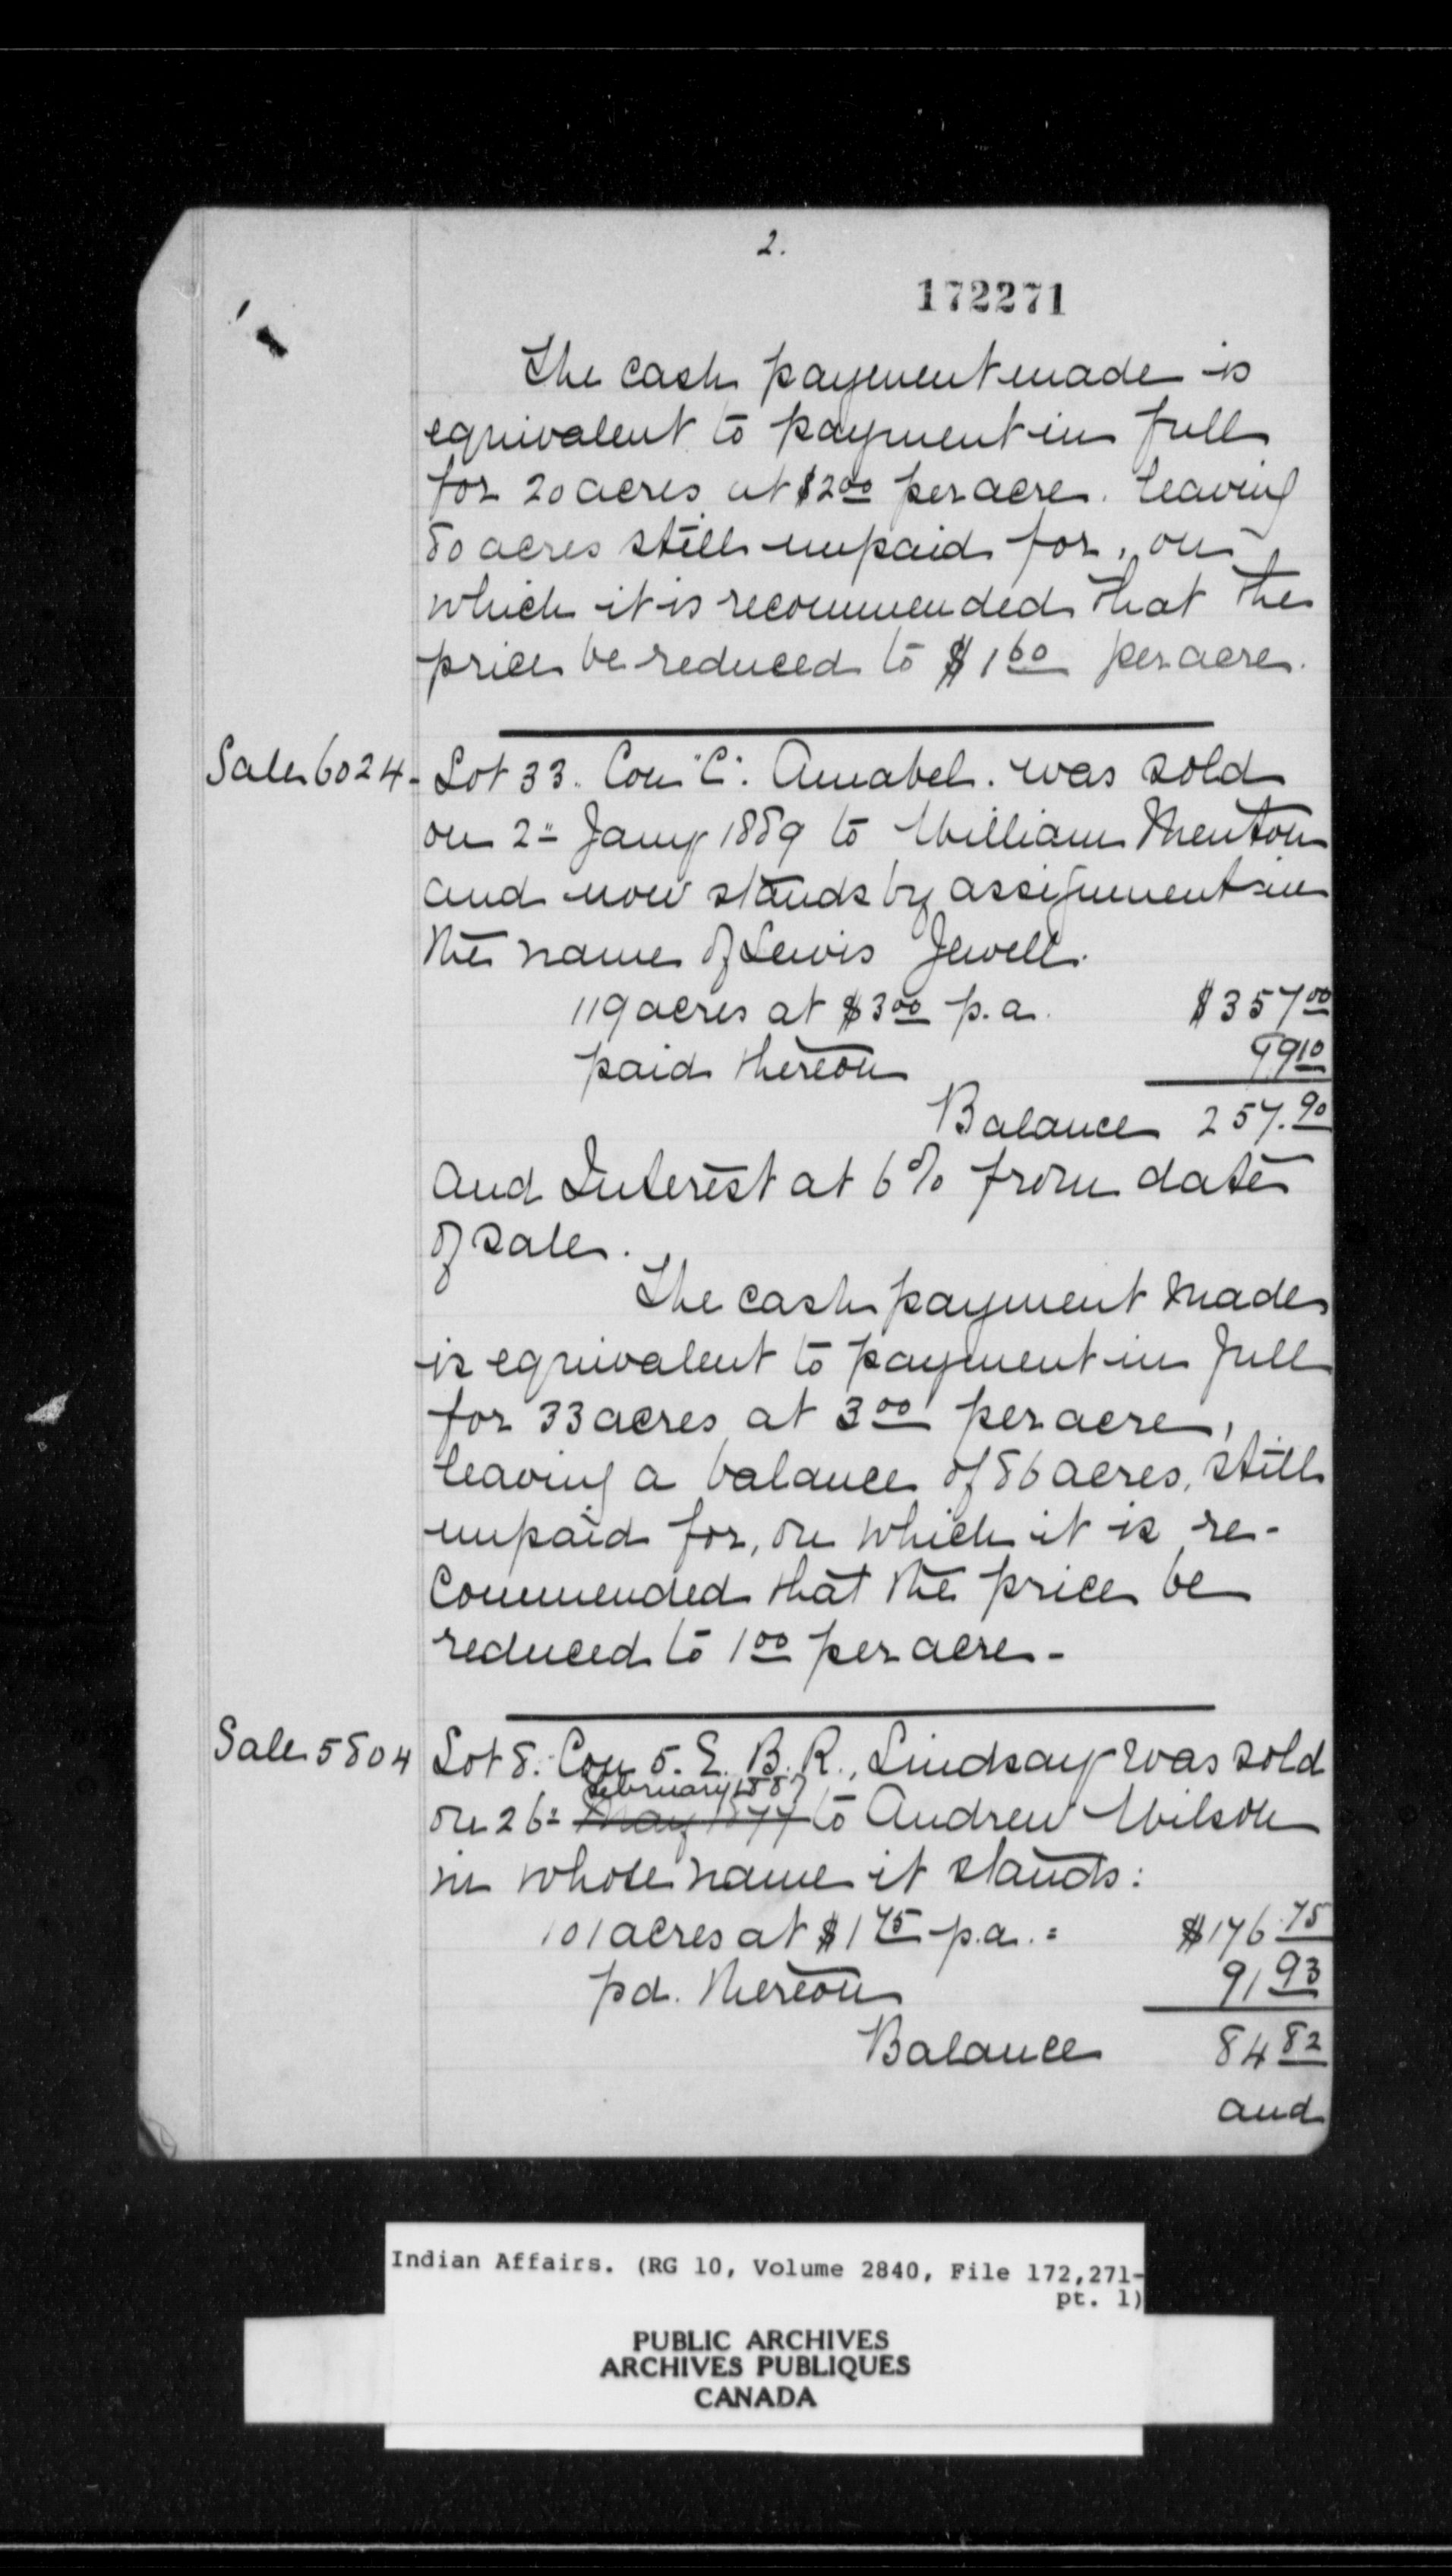 2.
172271
The cash payment made is
equivalent to payment in full
for 20 acres at $2.00 per acre. leaving
80 acres still unpaid for, on
which it is recommended that the
price be reduced to $1.60 per acre.
Sale 6024 - Lot 33. Con "C". Amabel. was sold
on 2" Jany 1889 to William Menton
and now stands by assignment in
the name of Lewis Jewell.
119 acres at $3.00 p.a. $357.00
paid thereon 99.10
Balance 257.90
and Interest at 6% from date
of sale.
The cash payment made
is equivalent to payment in full
for 33 acres at 3.00 per acre,
leaving a balance of 86 acres, still
unpaid for, on which it is re-
commended that the price be
reduced to 1.00 per acre -
Sale 5804 Lot 8. Con 5. E. B. R., Lindsay was sold
February 1887
on 26" May 1877 to Andrew Wilson
in whose name it stands:
101 acres at $1.75 p.a. = $176.75
pd. thereon 91.93
Balance 84.82
and
Indian Affairs. (RG 10, Volume 2840, File 172,271-
pt. 1)
PUBLIC ARCHIVES
ARCHIVES PUBLIQUES
CANADA